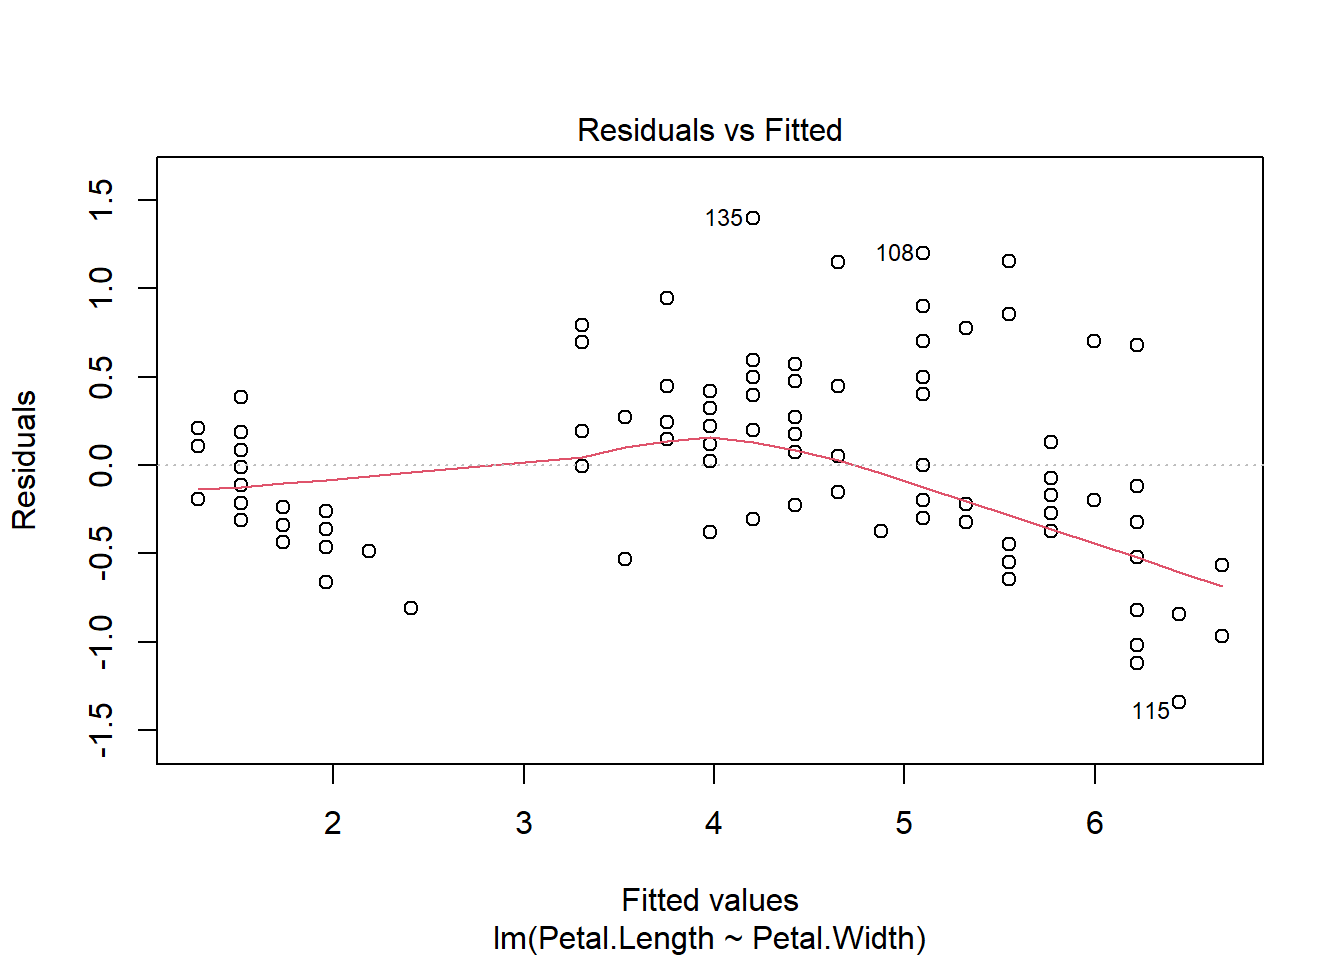 Residuals vs Fitted
Residuals
1.5
1.0
0.5
0.0
-0.5
-1.0
-1.5
135
108
115
2 3 4 5 6
Fitted values
lm(Petal.Length ~ Petal.Width)